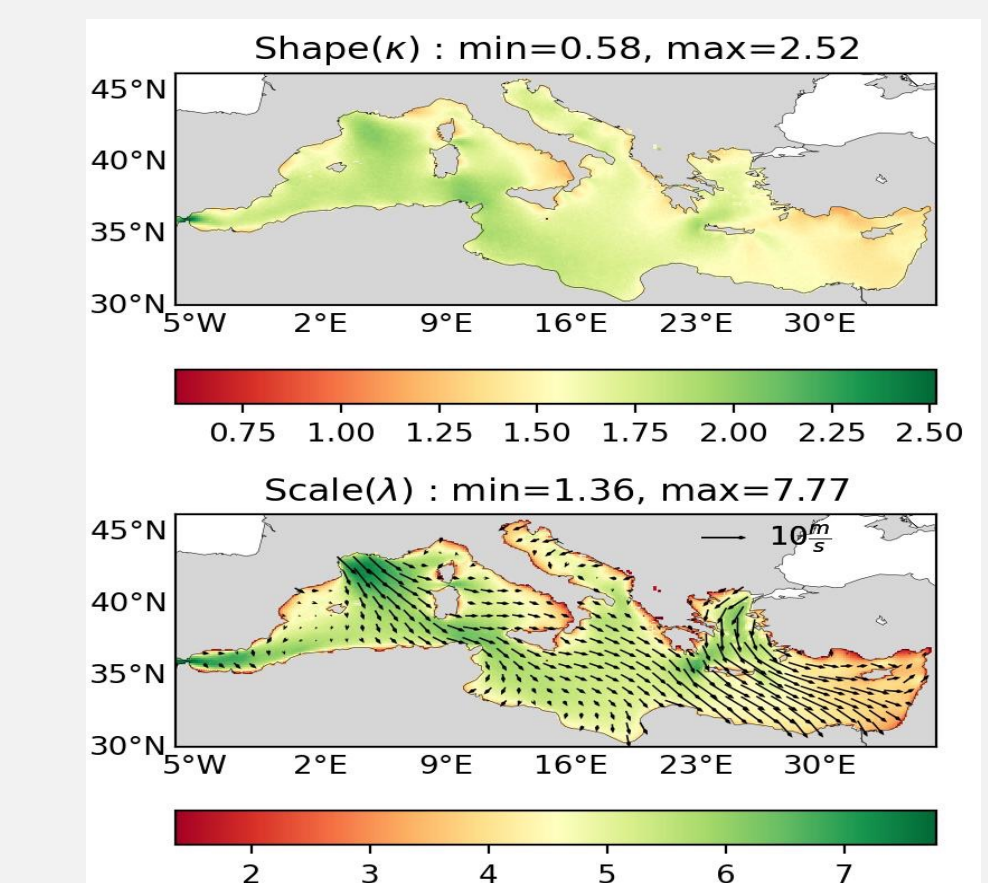 Shape(κ) : min=0.58, max=2.52
45°N
40°N
35°N
30°N
5°W 2°E 9°E 16°E 23°E 30°E
0.75 1.00 1.25 1.50 1.75 2.00 2.25 2.50
Scale(λ) : min=1.36, max=7.77
10 m/s
45°N
40°N
35°N
30°N
5°W 2°E 9°E 16°E 23°E 30°E
2 3 4 5 6 7